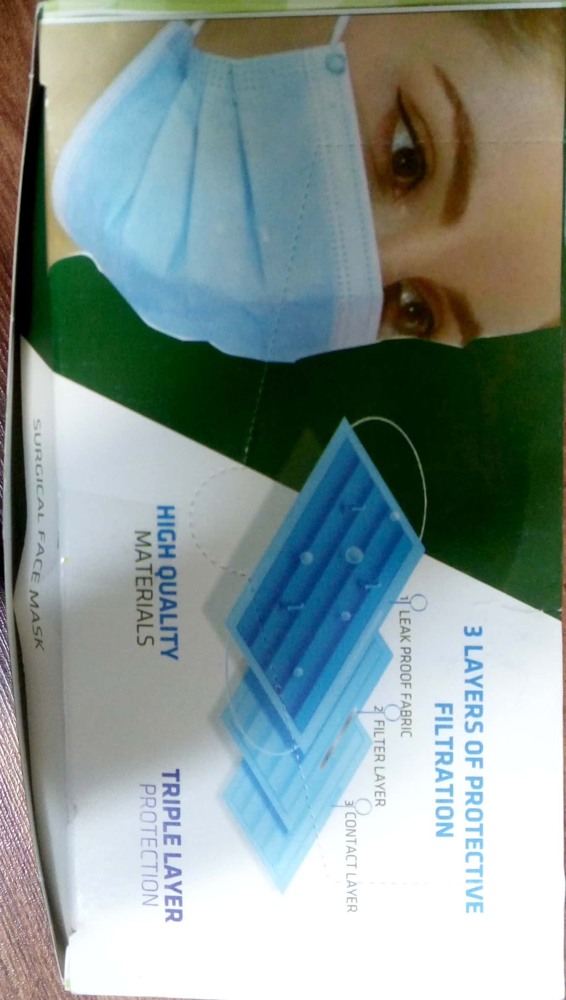 3 LAYERS OF PROTECTIVE
FILTRATION
1 LEAK PROOF FABRIC
2 FILTER LAYER
3 CONTACT LAYER
HIGH QUALITY
MATERIALS
TRIPLE LAYER
PROTECTION
SURGICAL FACE MASK